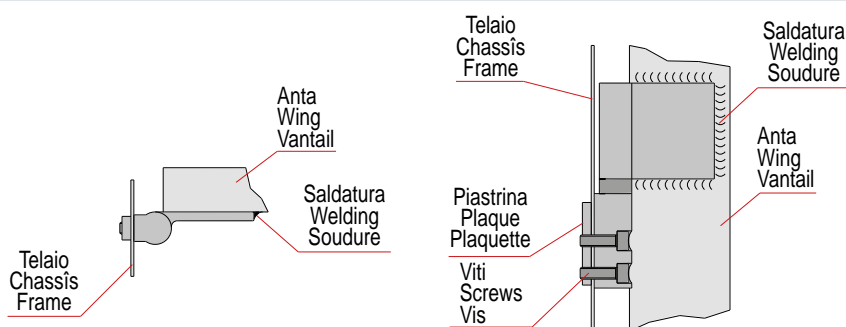 Anta
Wing
Vantail
Saldatura
Welding
Soudure
Telaio
Chassîs
Frame
Telaio
Chassîs
Frame
Saldatura
Welding
Soudure
Anta
Wing
Vantail
Piastrina
Plaque
Plaquette
Viti
Screws
Vis